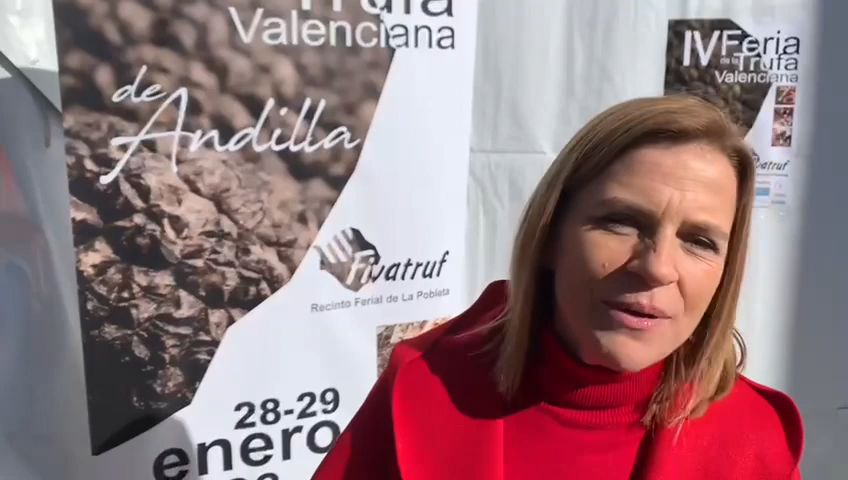 Trufa
Valenciana
de
Andilla
Fivatruf
Recinto Ferial de La Pobleta
28-29
enero
IV Feria
de la Trufa
Valenciana
Fivatruf